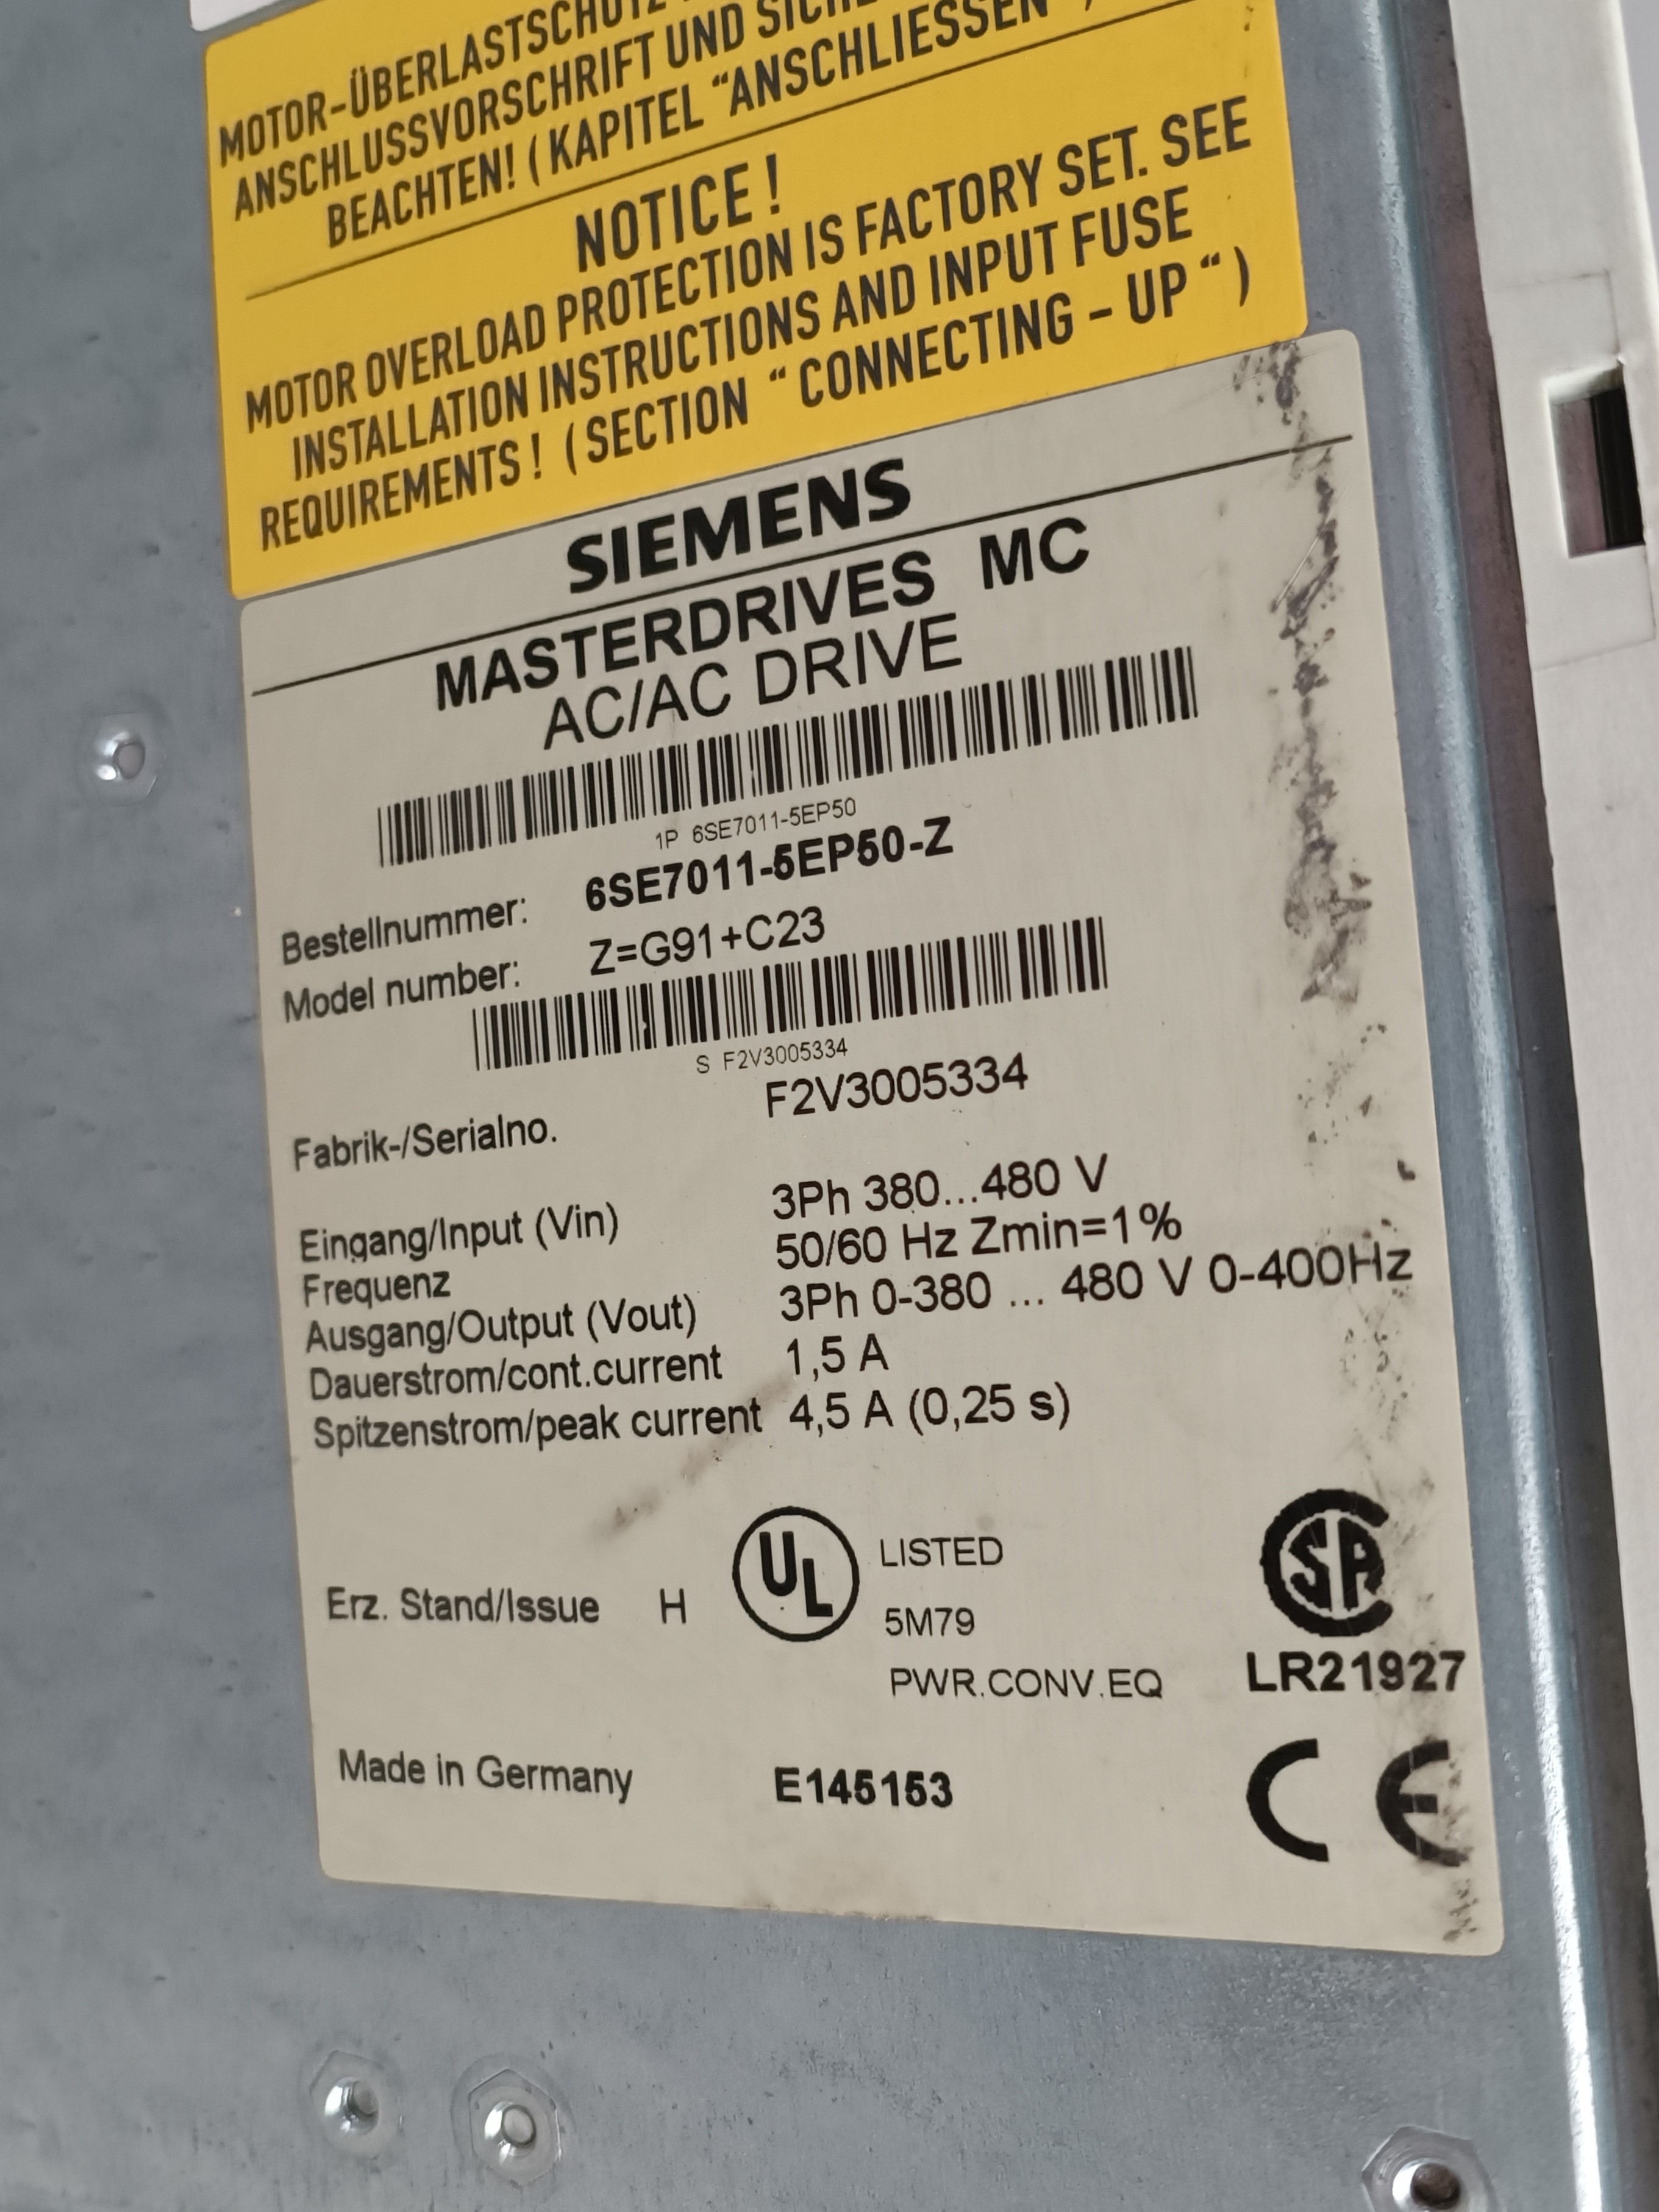 MOTOR-ÜBERLASTSCHUTZ
ANSCHLUSSVORSCHRIFT UND
BEACHTEN! ( KAPITEL “ANSCHLIESSEN
NOTICE !
MOTOR OVERLOAD PROTECTION IS FACTORY SET. SEE
INSTALLATION INSTRUCTIONS AND INPUT FUSE
REQUIREMENTS ! ( SECTION “ CONNECTING – UP “ )
SIEMENS
MASTERDRIVES MC
AC/AC DRIVE
1P 6SE7011-5EP50
Bestellnummer: 6SE7011-5EP50-Z
Model number: Z=G91+C23
S F2V3005334
Fabrik-/Serialno. F2V3005334
Eingang/Input (Vin) 3Ph 380...480 V
Frequenz 50/60 Hz Zmin=1%
Ausgang/Output (Vout) 3Ph 0-380 ... 480 V 0-400Hz
Dauerstrom/cont.current 1,5 A
Spitzenstrom/peak current 4,5 A (0,25 s)
Erz. Stand/Issue H UL LISTED
5M79
PWR.CONV.EQ
SA
LR21927
Made in Germany E145153 CE